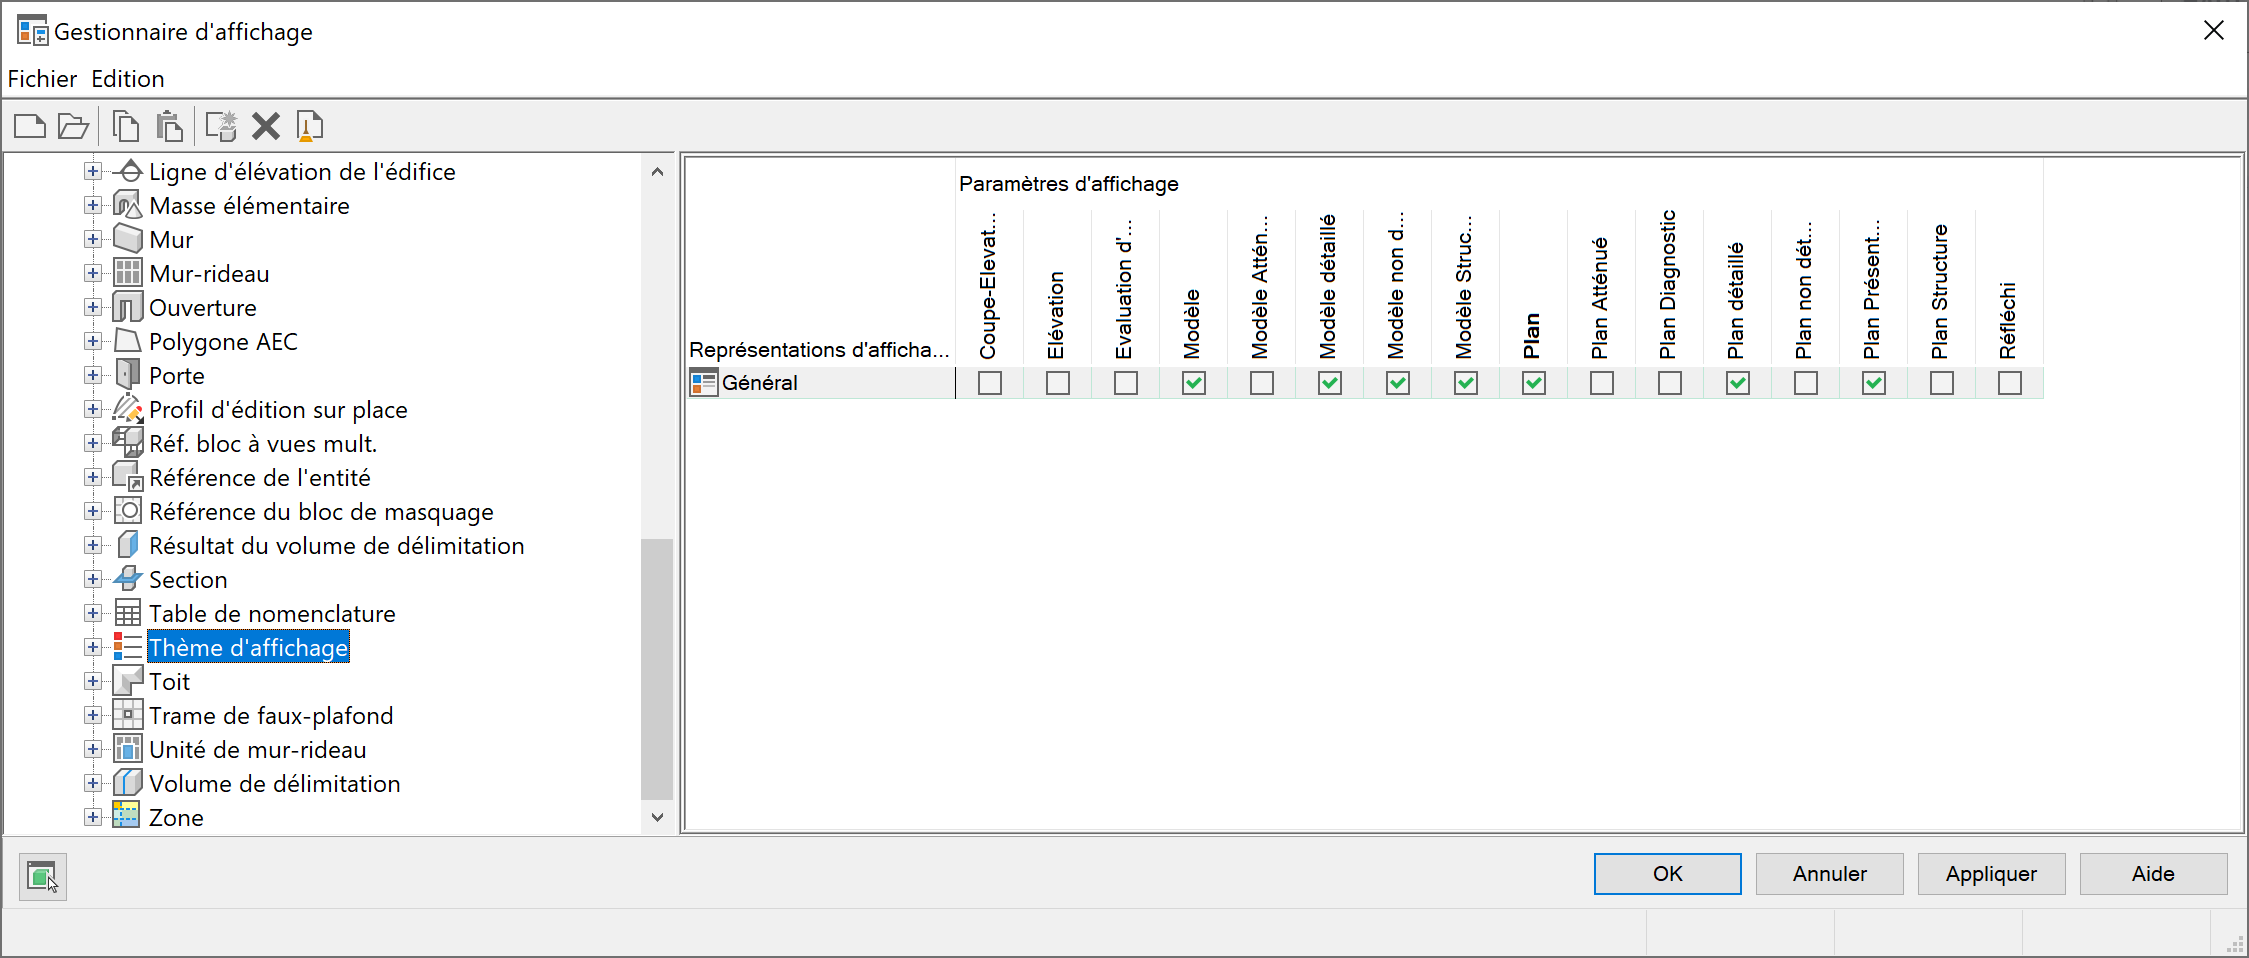 Gestionnaire d'affichage
Fichier Edition
Ligne d'élévation de l'édifice
Masse élémentaire
Mur
Mur-rideau
Ouverture
Polygone AEC
Porte
Profil d'édition sur place
Réf. bloc à vues mult.
Référence de l'entité
Référence du bloc de masquage
Résultat du volume de délimitation
Section
Table de nomenclature
Thème d'affichage
Toit
Trame de faux-plafond
Unité de mur-rideau
Volume de délimitation
Zone
Paramètres d'affichage
Représentations d'afficha...
Coupe-Elevat...
Elévation
Evaluation d'...
Modèle
Modèle Attén...
Modèle détaillé
Modèle non d...
Modèle Struc...
Plan
Plan Atténué
Plan Diagnostic
Plan détaillé
Plan non dét...
Plan Présent...
Plan Structure
Réfléchi
Général
OK
Annuler
Appliquer
Aide